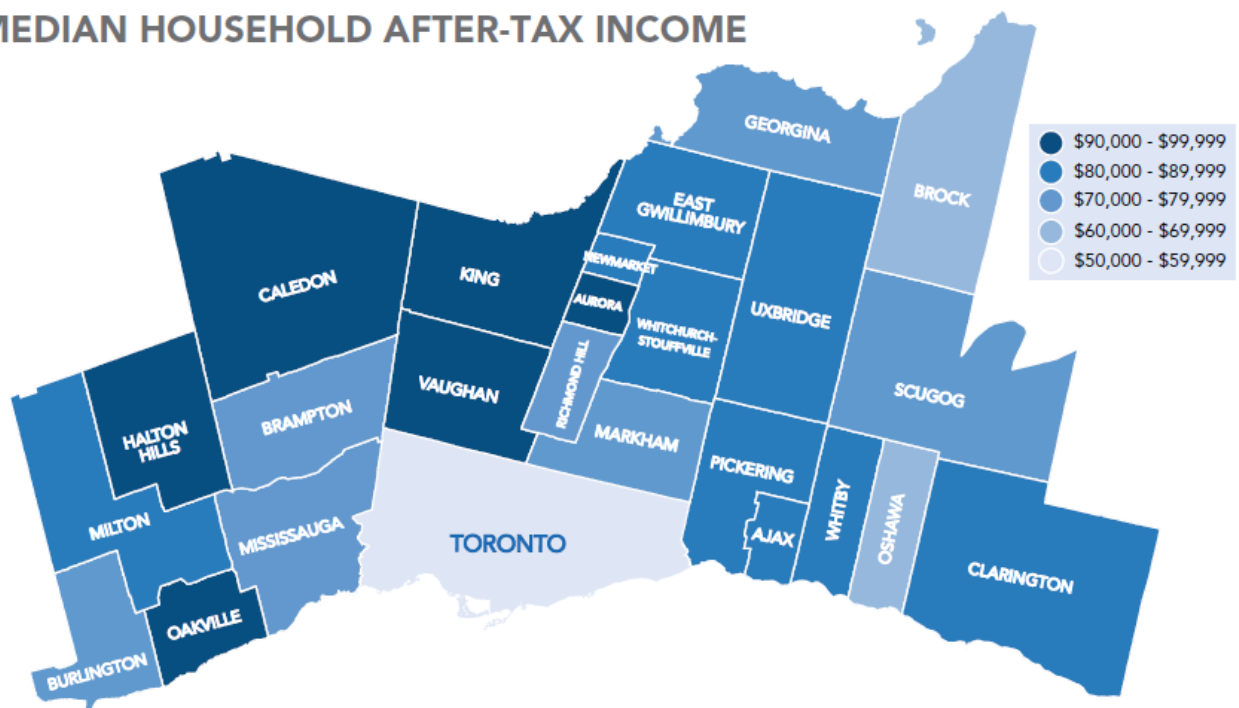 MEDIAN HOUSEHOLD AFTER-TAX INCOME
GEORGINA
$90,000 - $99,999
$80,000 - $89,999
$70,000 - $79,999
$60,000 - $69,999
$50,000 - $59,999
BROCK
EAST
GWILLIMBURY
NEWMARKET
KING
CALEDON
AURORA
UXBRIDGE
WHITCHURCH-
STOUFFVILLE
RICHMOND HILL
VAUGHAN
SCUGOG
BRAMPTON
HALTON
HILLS
MARKHAM
PICKERING
MILTON
MISSISSAUGA
TORONTO
AJAX
WHITBY
OSHAWA
CLARINGTON
OAKVILLE
BURLINGTON